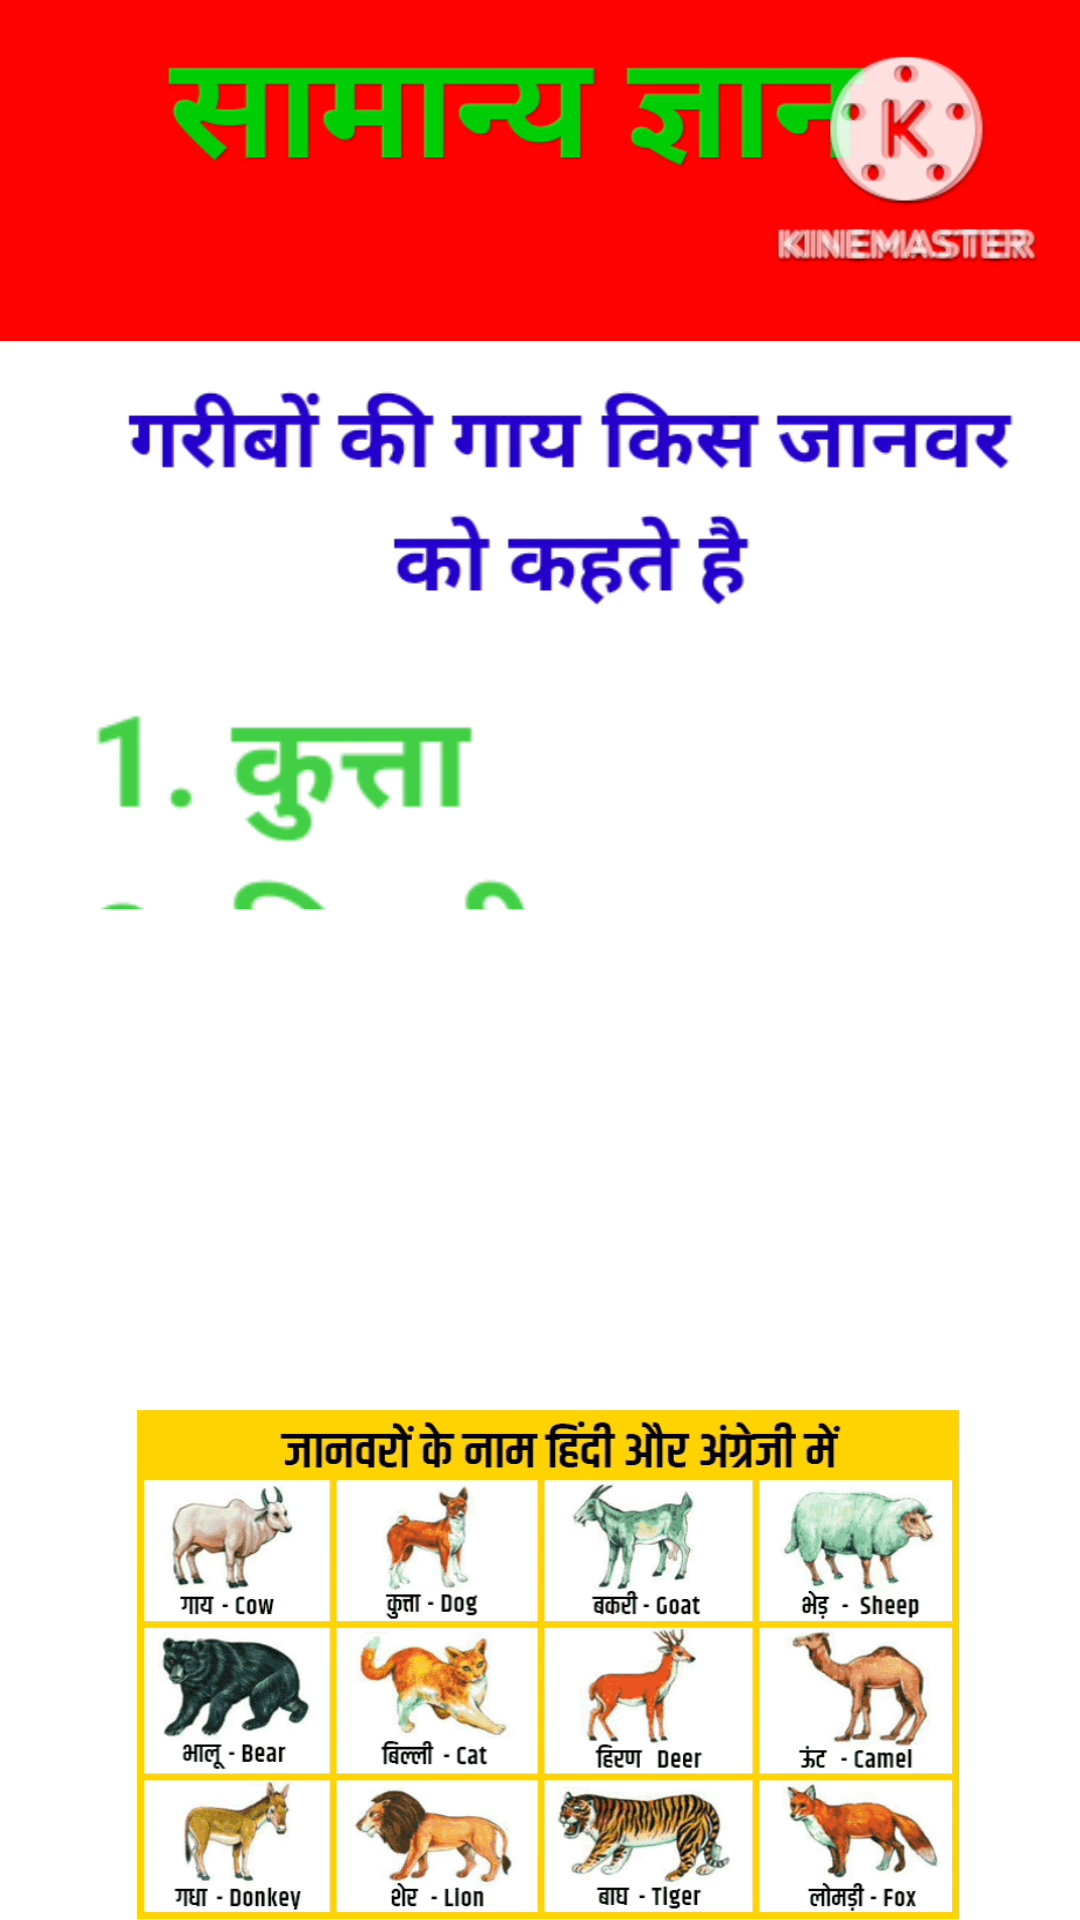 सामान्य ज्ञान
K
KINEMASTER
गरीबों की गाय किस जानवर
को कहते है
1. कुत्ता
जानवरों के नाम हिंदी और अंग्रेजी में
गाय - Cow
कुत्ता - Dog
बकरी - Goat
भेड़ - Sheep
भालू - Bear
बिल्ली - Cat
हिरण Deer
ऊंट - Camel
गधा - Donkey
शेर - Lion
बाघ - Tiger
लोमड़ी - Fox